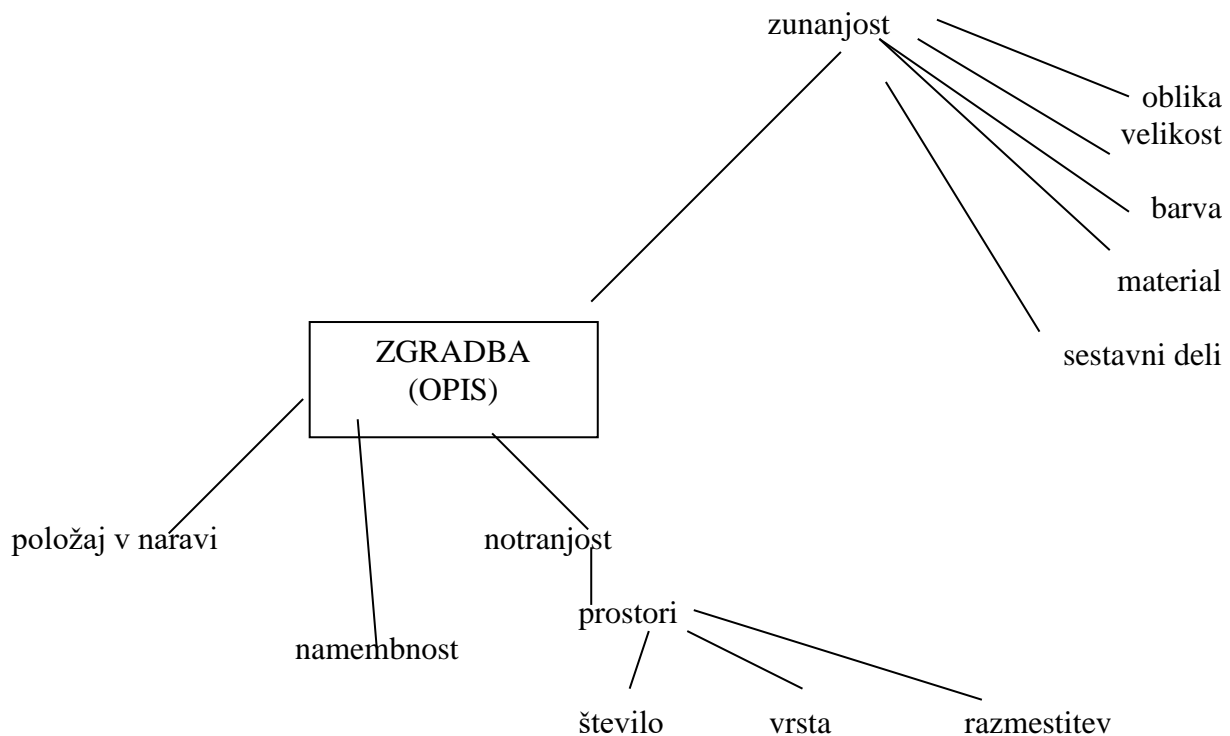 zunanjost
oblika
velikost
barva
material
ZGRADBA
(OPIS)
sestavni deli
položaj v naravi
notranjost
prostori
namembnost
število
vrsta
razmestitev